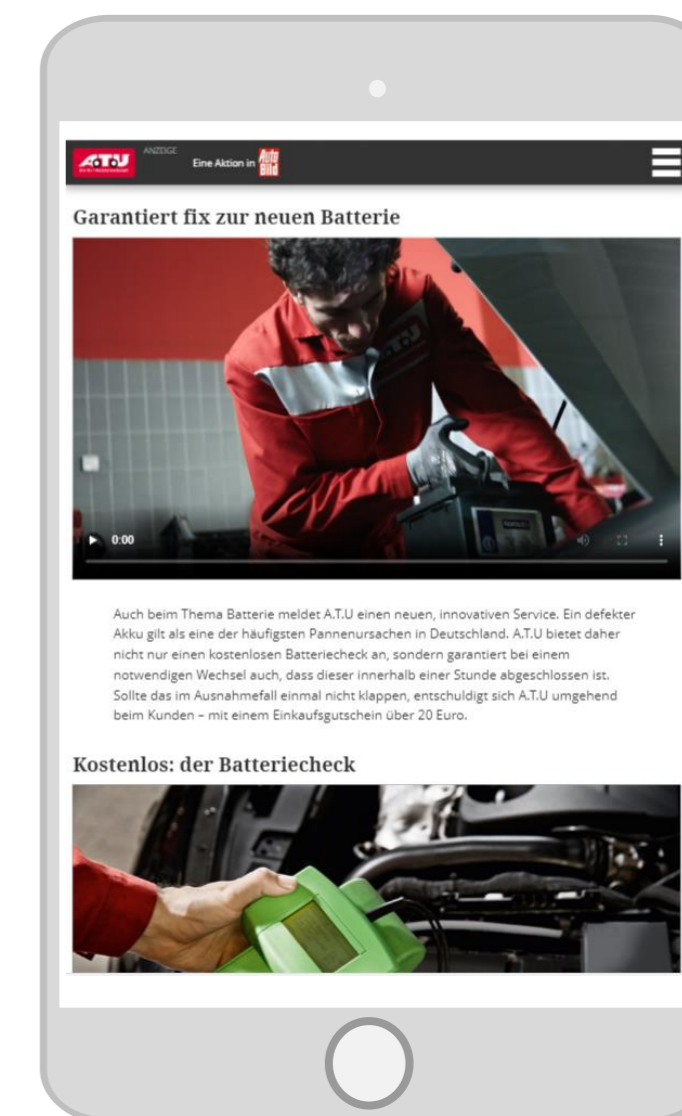 A.T.U
ANZEIGE
Eine Aktion in Auto
Bild
Garantiert fix zur neuen Batterie
0:00
Auch beim Thema Batterie meldet A.T.U einen neuen, innovativen Service. Ein defekter
Akku gilt als eine der häufigsten Pannenursachen in Deutschland. A.T.U bietet daher
nicht nur einen kostenlosen Batteriecheck an, sondern garantiert bei einem
notwendigen Wechsel auch, dass dieser innerhalb einer Stunde abgeschlossen ist.
Sollte das im Ausnahmefall einmal nicht klappen, entschuldigt sich A.T.U umgehend
beim Kunden – mit einem Einkaufsgutschein über 20 Euro.
Kostenlos: der Batteriecheck